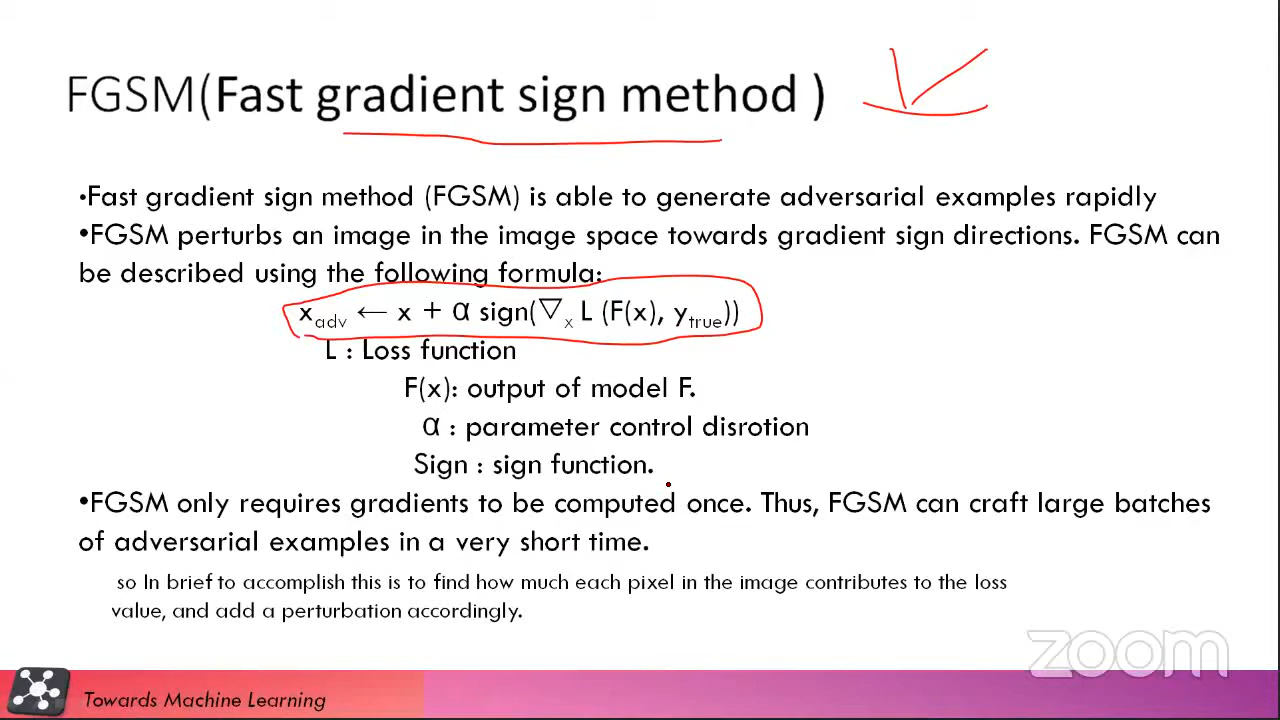 FGSM(Fast gradient sign method )
•Fast gradient sign method (FGSM) is able to generate adversarial examples rapidly
•FGSM perturbs an image in the image space towards gradient sign directions. FGSM can
be described using the following formula:
x_adv ← x + α sign(∇_x L (F(x), y_true))
L : Loss function
F(x): output of model F.
α : parameter control disrotion
Sign : sign function.
•FGSM only requires gradients to be computed once. Thus, FGSM can craft large batches
of adversarial examples in a very short time.
so In brief to accomplish this is to find how much each pixel in the image contributes to the loss
value, and add a perturbation accordingly.
zoom
Towards Machine Learning